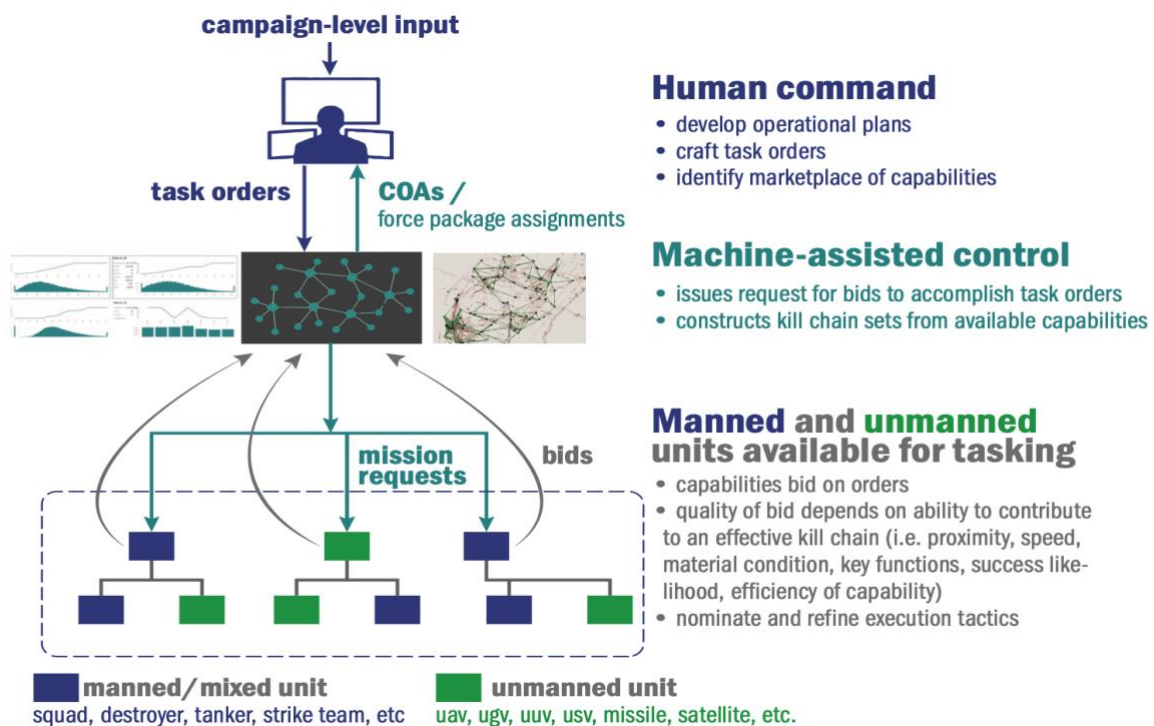 campaign-level input
task orders
COAs /
force package assignments
Human command
• develop operational plans
• craft task orders
• identify marketplace of capabilities
Machine-assisted control
• issues request for bids to accomplish task orders
• constructs kill chain sets from available capabilities
mission
requests
bids
Manned and unmanned
units available for tasking
• capabilities bid on orders
• quality of bid depends on ability to contribute
to an effective kill chain (i.e. proximity, speed,
material condition, key functions, success like-
lihood, efficiency of capability)
• nominate and refine execution tactics
manned/mixed unit
squad, destroyer, tanker, strike team, etc
unmanned unit
uav, ugv, uuv, usv, missile, satellite, etc.